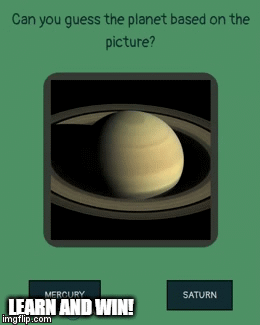 Can you guess the planet based on the
picture?
MERCURY
SATURN
LEARN AND WIN!
imgflip.com